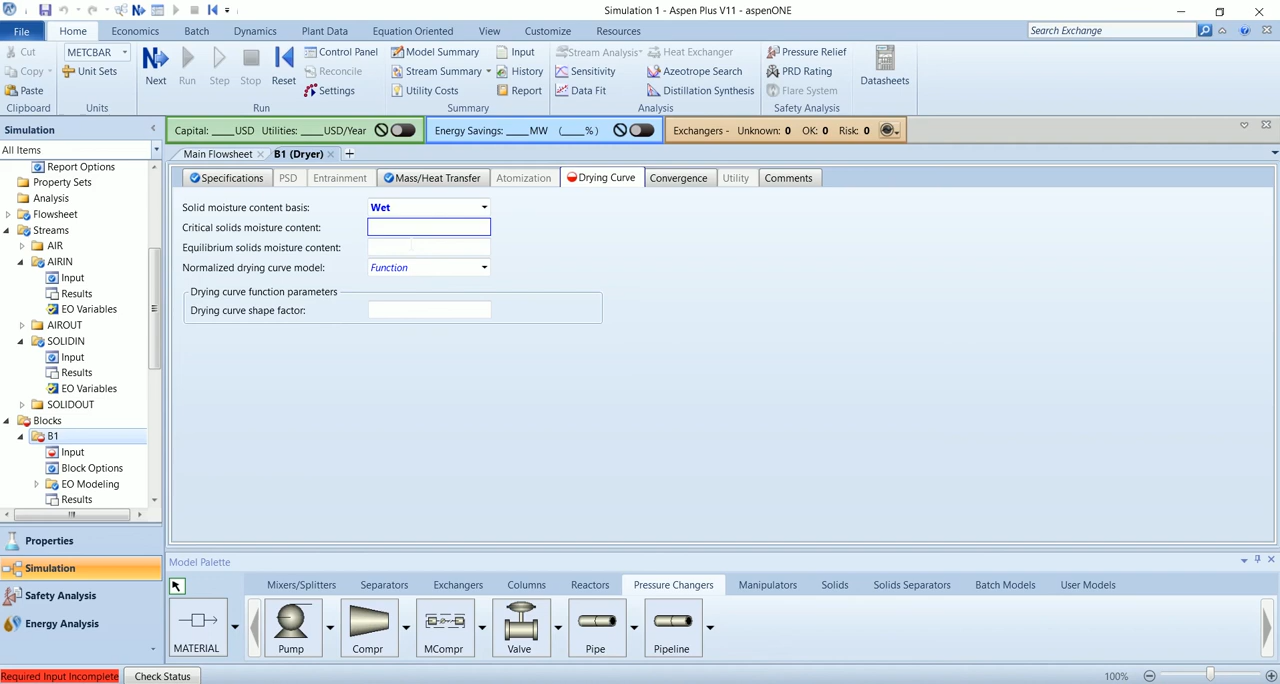 Simulation 1 - Aspen Plus V11 - aspenONE
File Home Economics Batch Dynamics Plant Data Equation Oriented View Customize Resources Search Exchange
Cut METCBAR Next Run Step Stop Reset Control Panel Model Summary Input Stream Analysis Heat Exchanger Pressure Relief Datasheets
Copy Unit Sets Reconcile Stream Summary History Sensitivity Azeotrope Search PRD Rating
Paste Settings Utility Costs Report Data Fit Distillation Synthesis Flare System
Clipboard Units Run Summary Analysis Safety Analysis
Simulation Capital: ____USD Utilities: ____USD/Year Energy Savings: ____MW (____%) Exchangers - Unknown: 0 OK: 0 Risk: 0
All Items Main Flowsheet B1 (Dryer) +
Report Options
Property Sets
Analysis
Flowsheet
Streams
AIR
AIRIN
Input
Results
EO Variables
AIROUT
SOLIDIN
Input
Results
EO Variables
SOLIDOUT
Blocks
B1
Input
Block Options
EO Modeling
Results
Properties
Simulation
Safety Analysis
Energy Analysis
Specifications PSD Entrainment Mass/Heat Transfer Atomization Drying Curve Convergence Utility Comments
Solid moisture content basis: Wet
Critical solids moisture content:
Equilibrium solids moisture content:
Normalized drying curve model: Function
Drying curve function parameters
Drying curve shape factor:
Model Palette
Mixers/Splitters Separators Exchangers Columns Reactors Pressure Changers Manipulators Solids Solids Separators Batch Models User Models
MATERIAL Pump Compr MCompr Valve Pipe Pipeline
Required Input Incomplete Check Status 100%